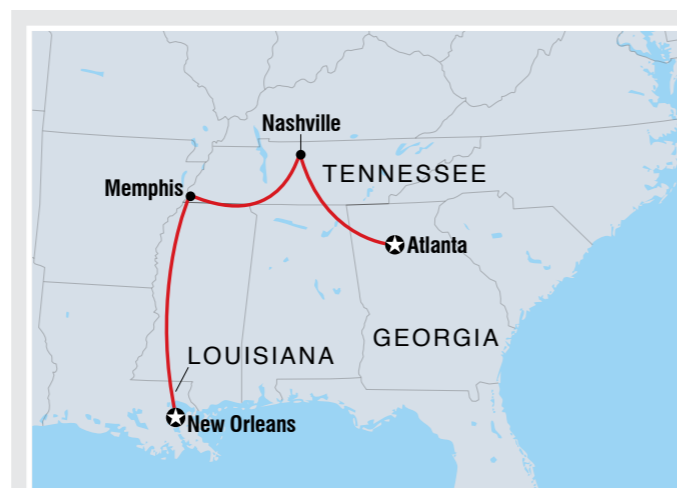 Nashville
TENNESSEE
Memphis
Atlanta
GEORGIA
LOUISIANA
New Orleans